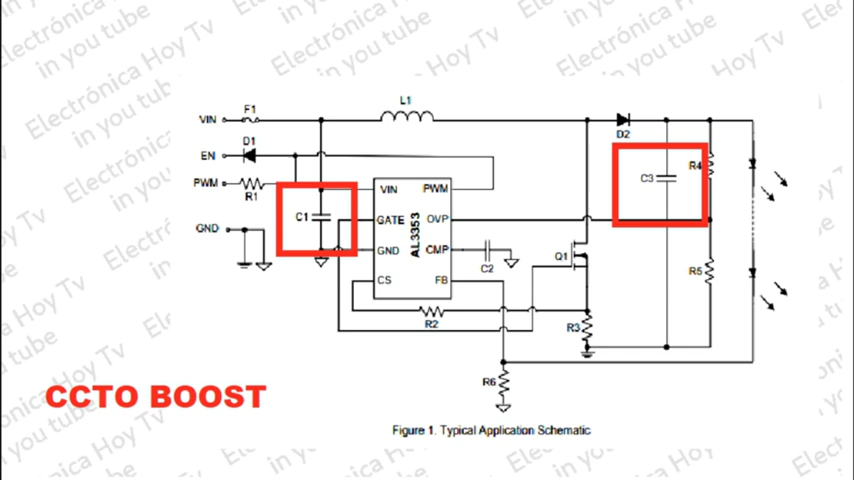 Electrónica Hoy Tv
in you tube
VIN
F1
L1
D2
EN
D1
PWM
R1
C1
GND
VIN
PWM
GATE
OVP
GND
CMP
CS
FB
AL3353
C2
Q1
C3
R4
R5
R2
R3
R6
CCTO BOOST
Figure 1. Typical Application Schematic